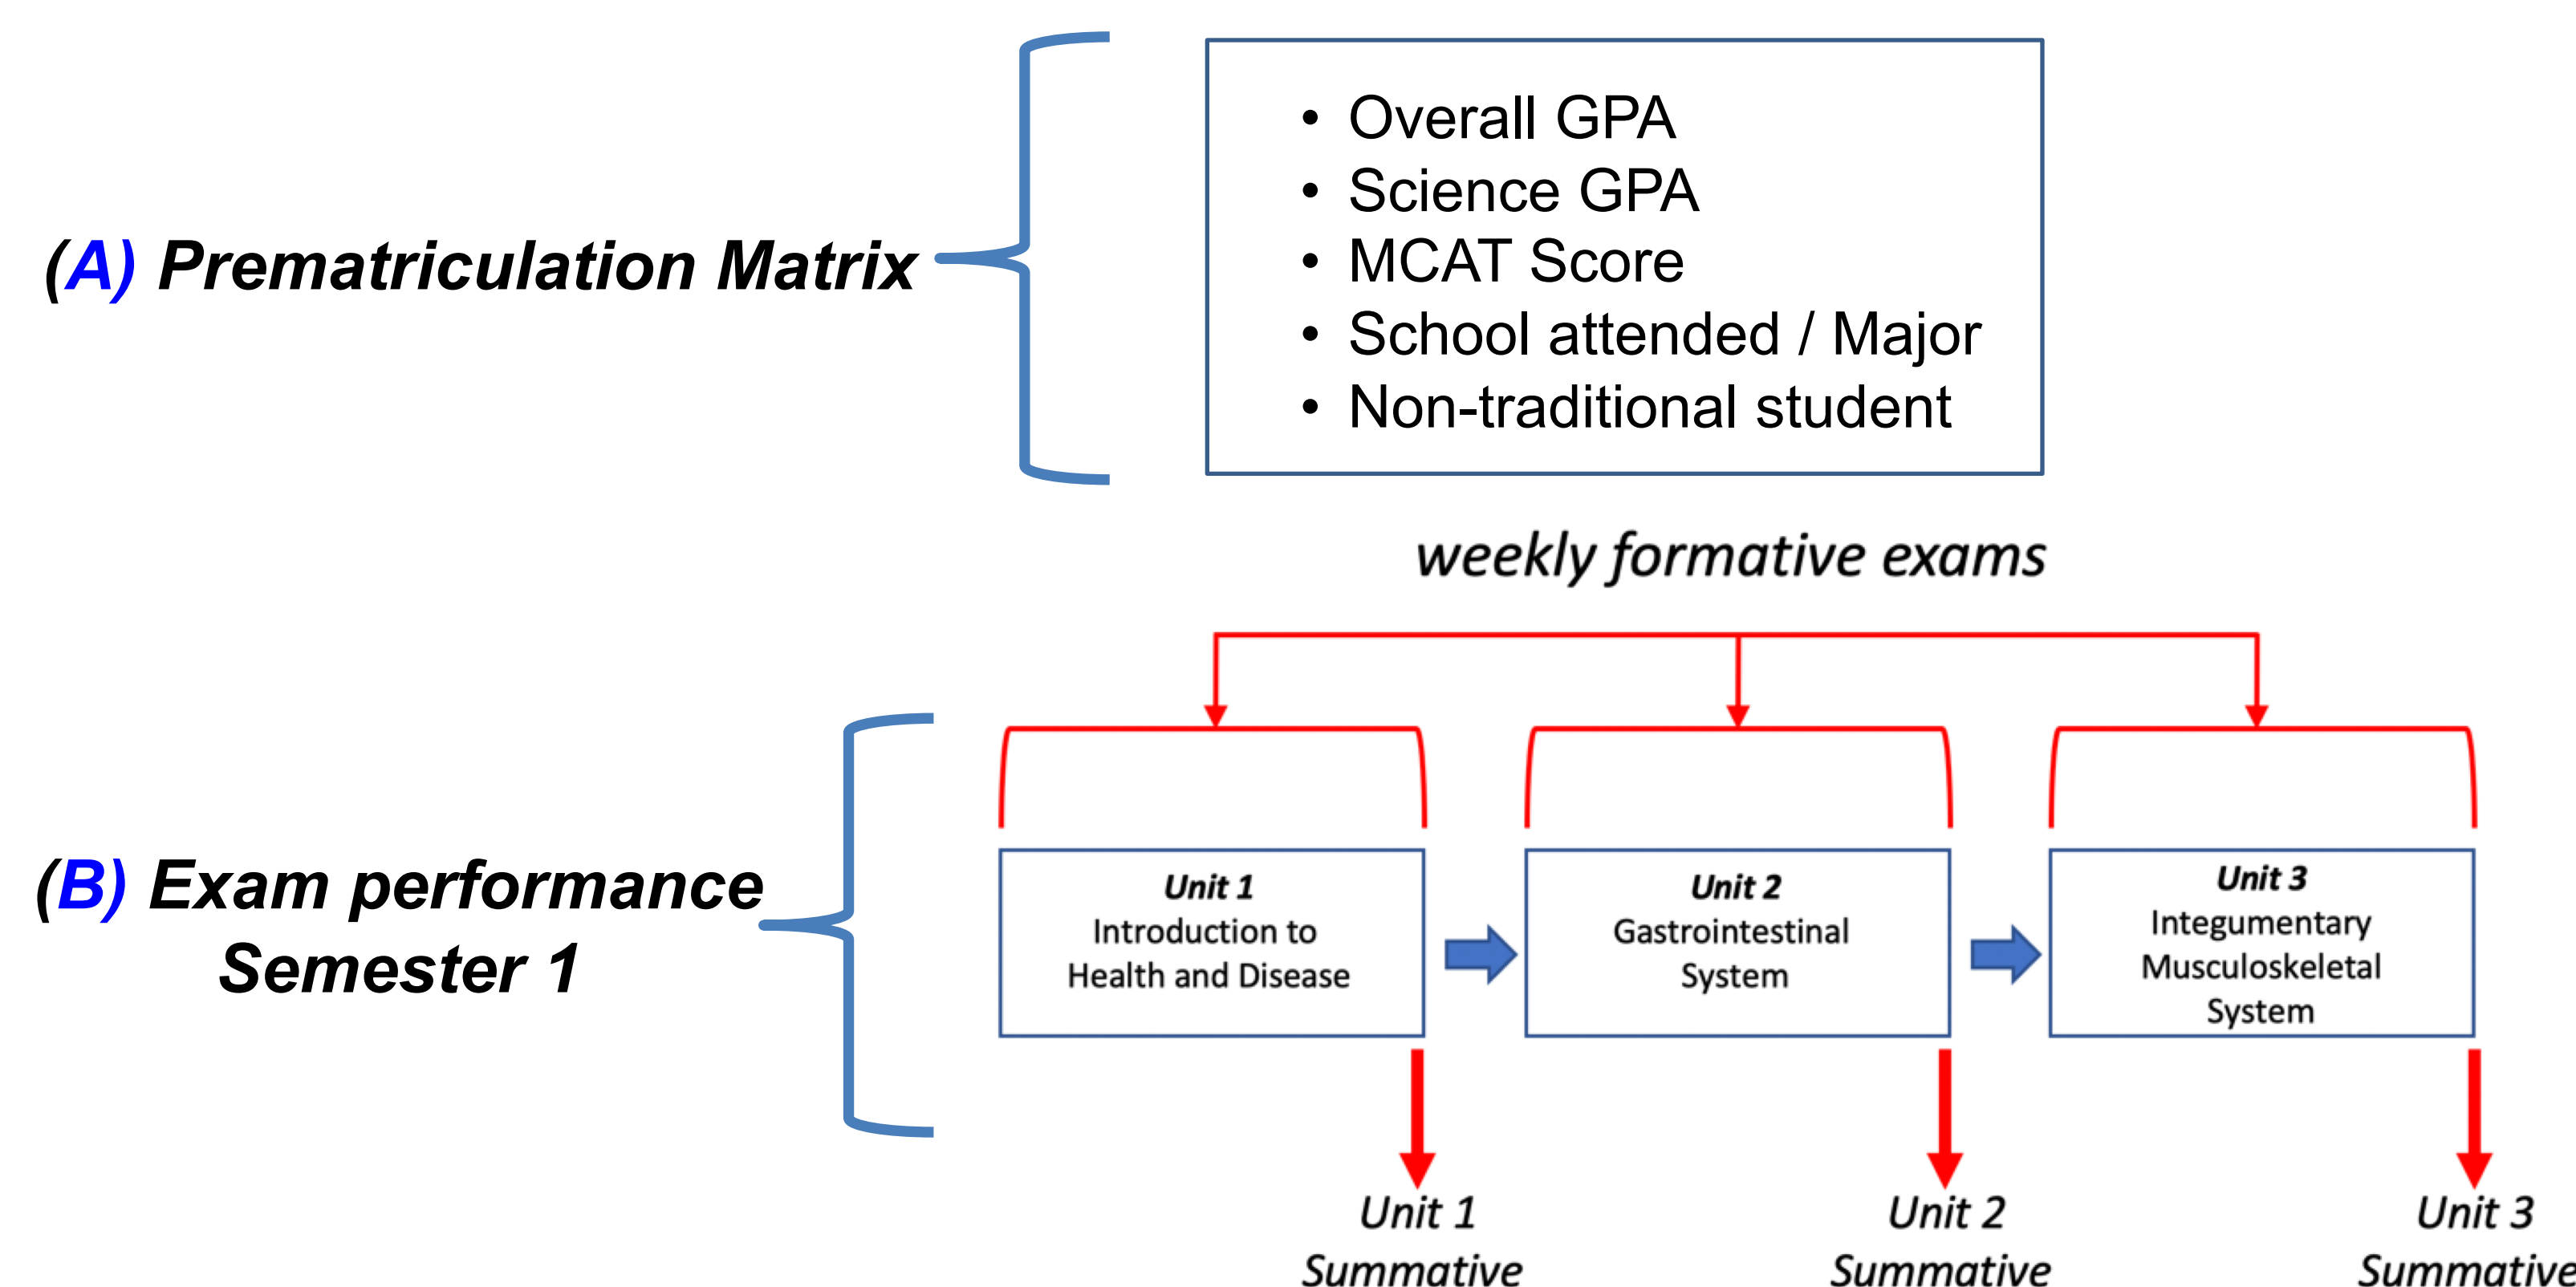 (A) Prematriculation Matrix
• Overall GPA
• Science GPA
• MCAT Score
• School attended / Major
• Non-traditional student
weekly formative exams
(B) Exam performance
Semester 1
Unit 1
Introduction to
Health and Disease
Unit 2
Gastrointestinal
System
Unit 3
Integumentary
Musculoskeletal
System
Unit 1
Summative
Unit 2
Summative
Unit 3
Summative